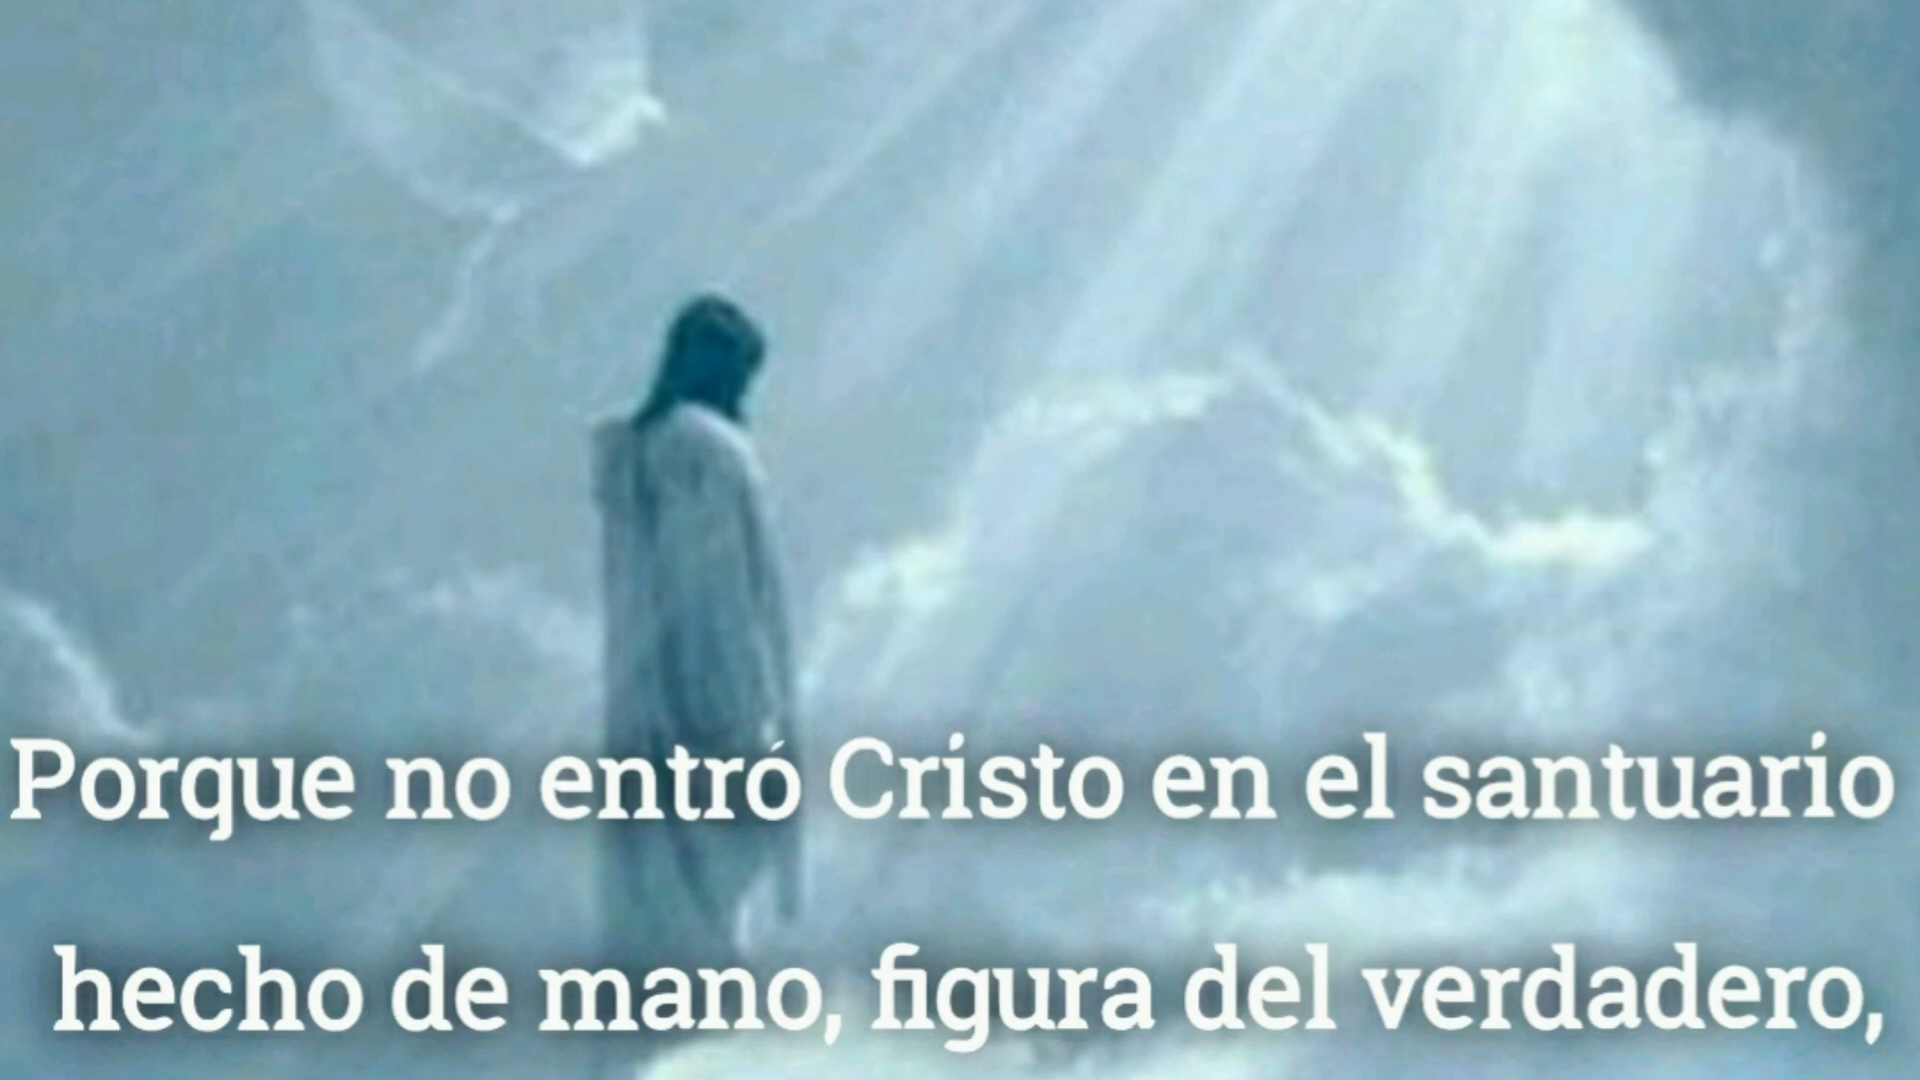 Porque no entró Cristo en el santuario
hecho de mano, figura del verdadero,